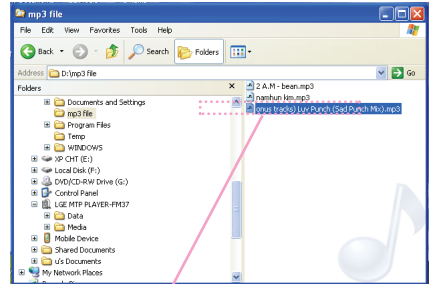 mp3 file
File Edit View Favorites Tools Help
Back Search Folders
Address D:\mp3 file Go
Folders
Documents and Settings
mp3 file
Program Files
Temp
WINDOWS
XP CHT (E:)
Local Disk (F:)
DVD/CD-RW Drive (G:)
Control Panel
LGE MTP PLAYER-FM37
Data
Media
Mobile Device
Shared Documents
u's Documents
My Network Places
2 A.M - bean.mp3
namhun kim.mp3
onus tracks) Luv Punch (Sad Punch Mix).mp3